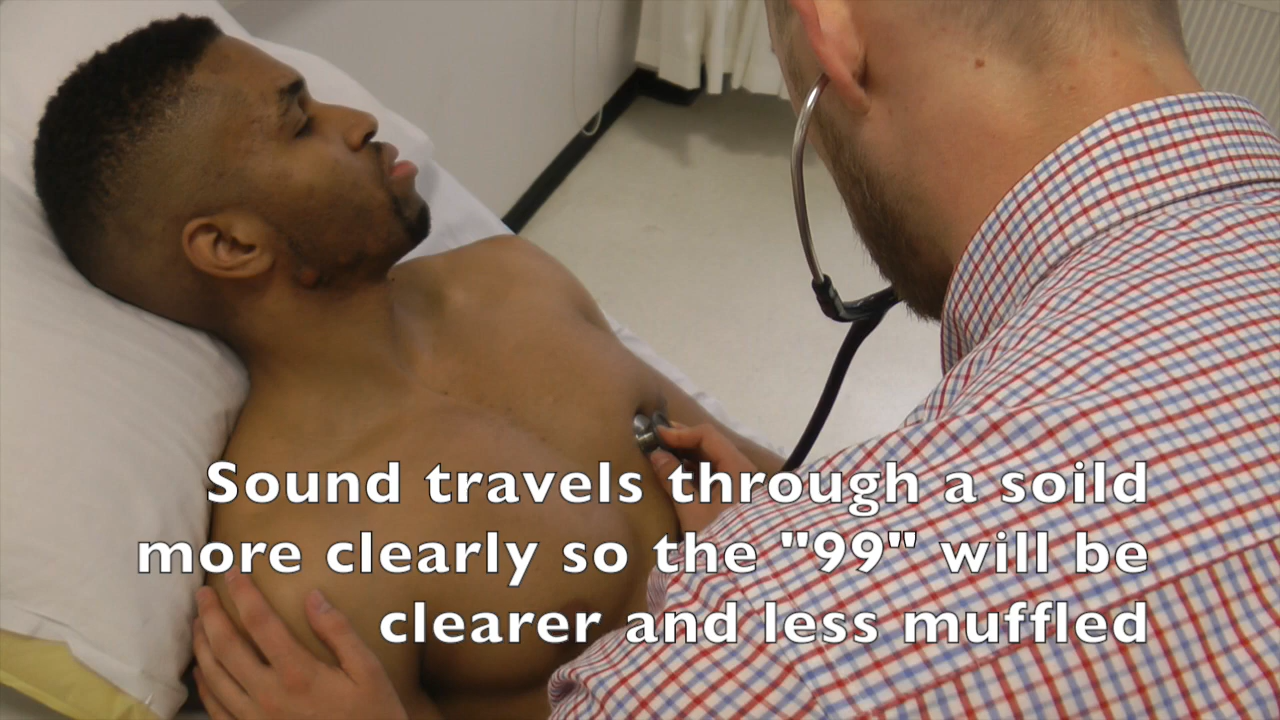 Sound travels through a soild
more clearly so the "99" will be
clearer and less muffled